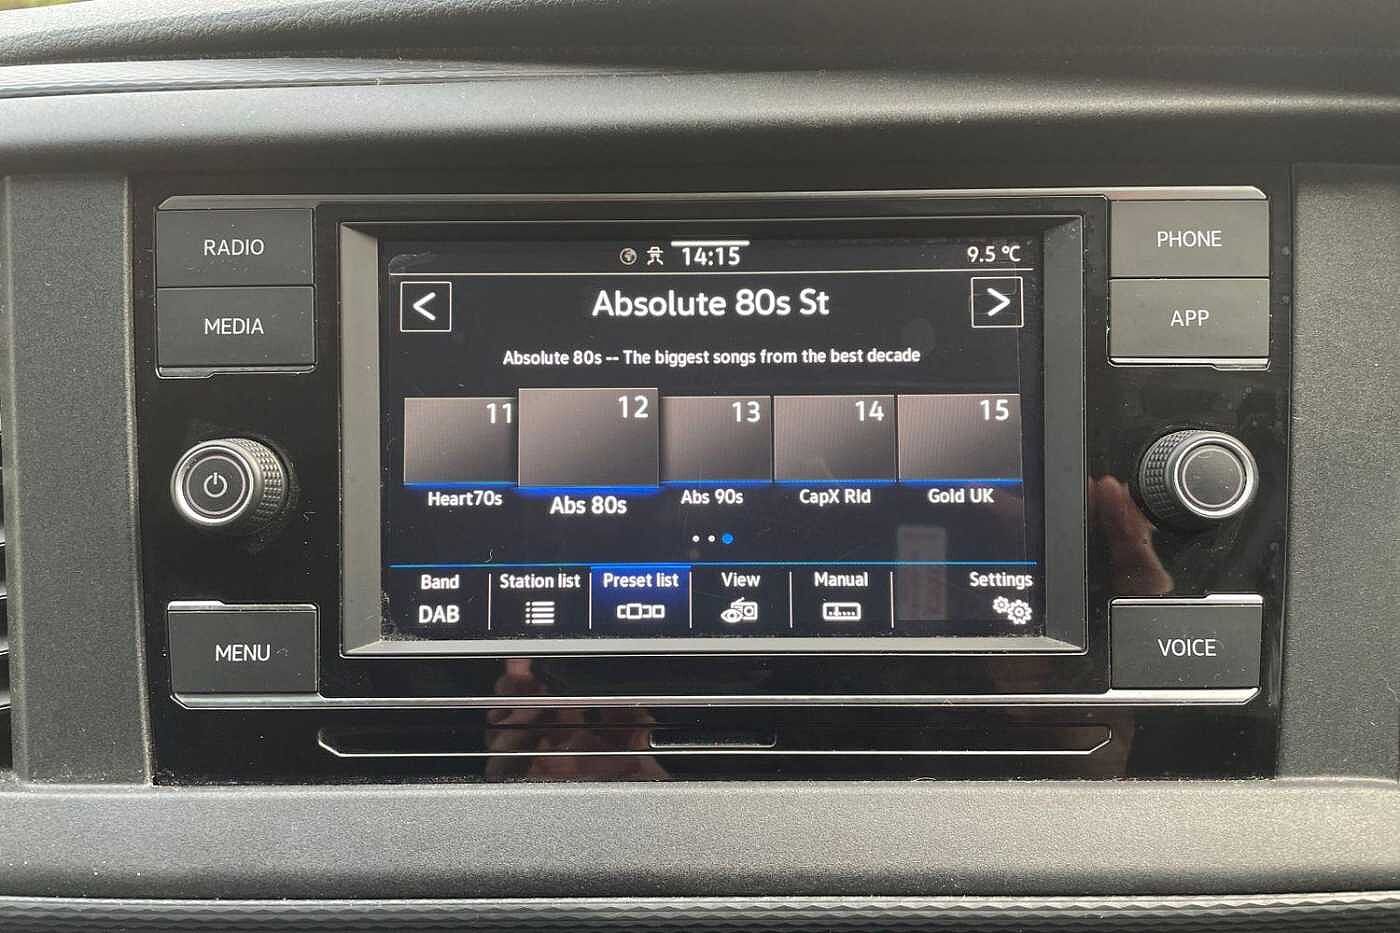 RADIO
MEDIA
MENU
14:15
9.5 °C
<
Absolute 80s St
>
Absolute 80s -- The biggest songs from the best decade
11
12
13
14
15
Heart70s
Abs 80s
Abs 90s
CapX Rld
Gold UK
Band
Station list
Preset list
View
Manual
Settings
DAB
PHONE
APP
VOICE